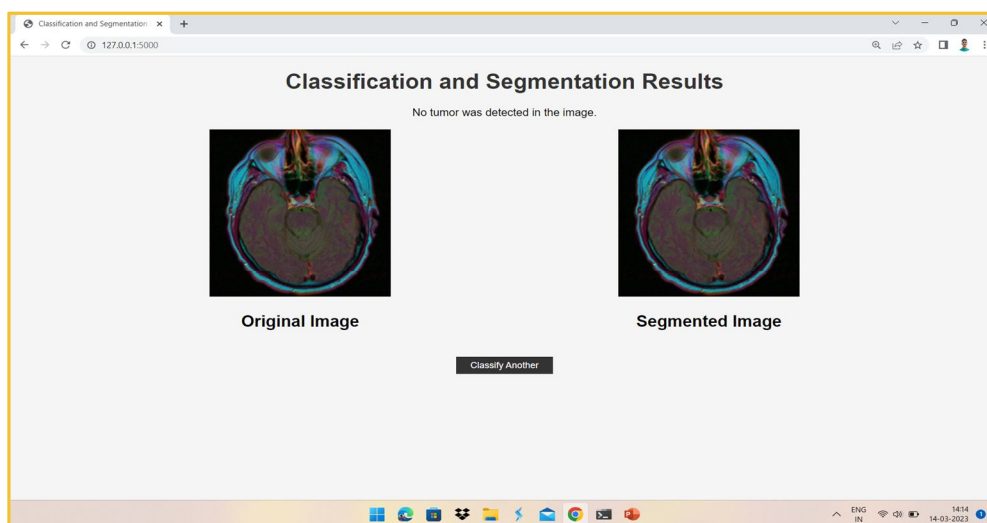 Classification and Segmentation
127.0.0.1:5000
Classification and Segmentation Results
No tumor was detected in the image.
Original Image
Segmented Image
Classify Another
ENG
IN
14:14
14-03-2023
1